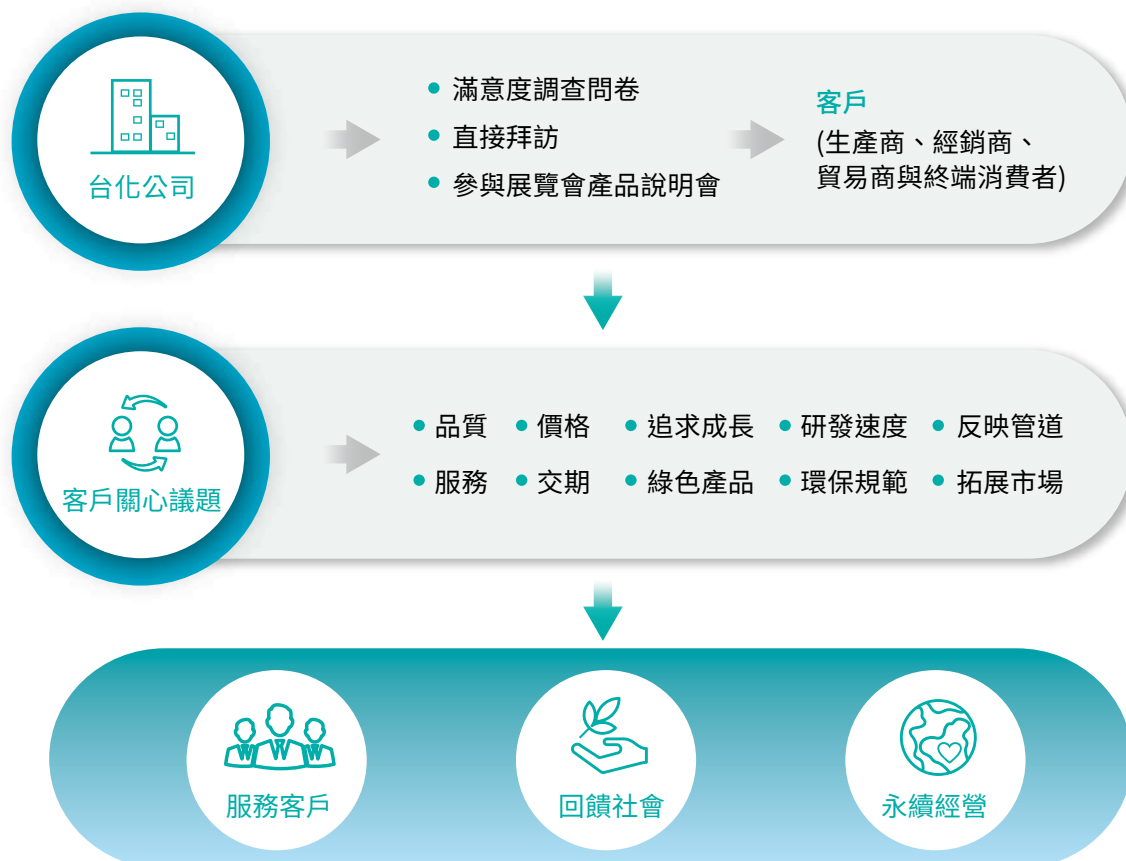 台化公司
滿意度調查問卷
直接拜訪
參與展覽會產品說明會
客戶
(生產商、經銷商、
貿易商與終端消費者)
客戶關心議題
品質 價格 追求成長 研發速度 反映管道
服務 交期 綠色產品 環保規範 拓展市場
服務客戶
回饋社會
永續經營